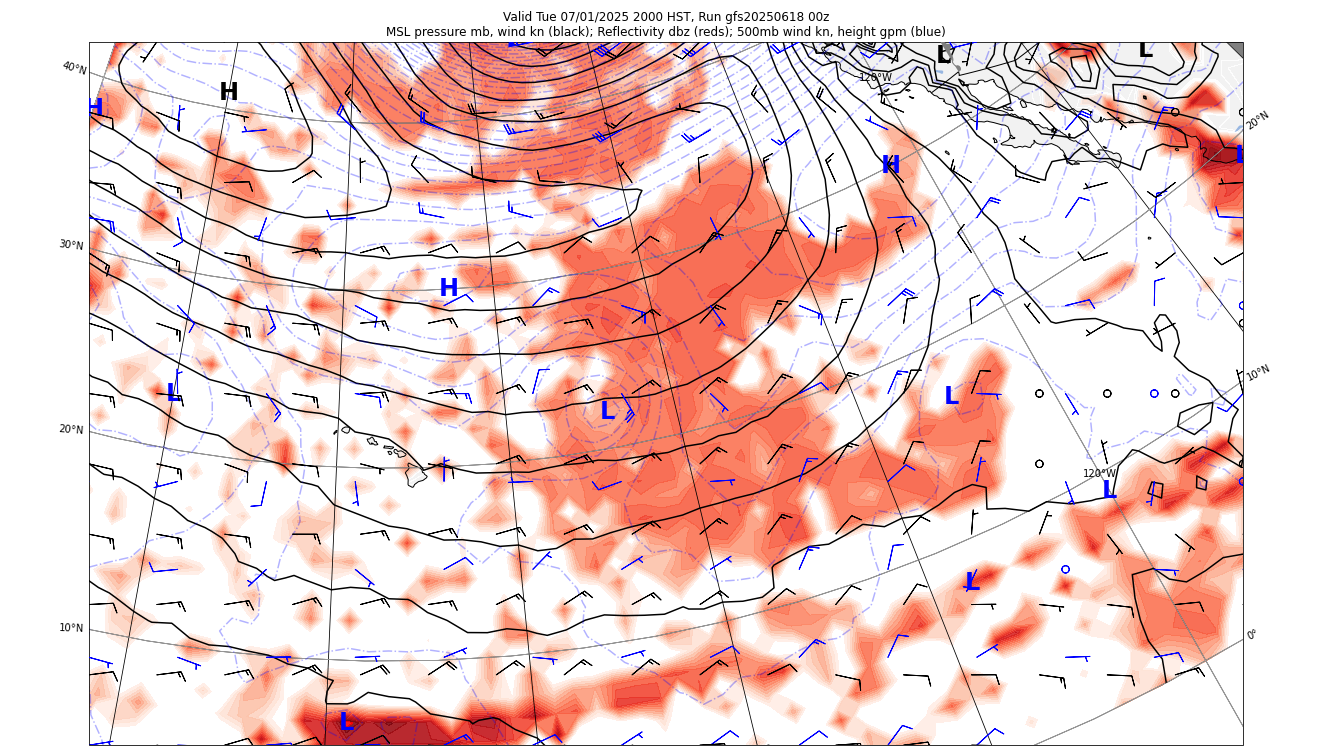 Valid Tue 07/01/2025 2000 HST, Run gfs20250618 00z
MSL pressure mb, wind kn (black); Reflectivity dbz (reds); 500mb wind kn, height gpm (blue)
L
L
40°N
120°W
H
H
20°N
L
H
30°N
H
10°N
L
L
L
20°N
120°W
L
L
10°N
0°
L